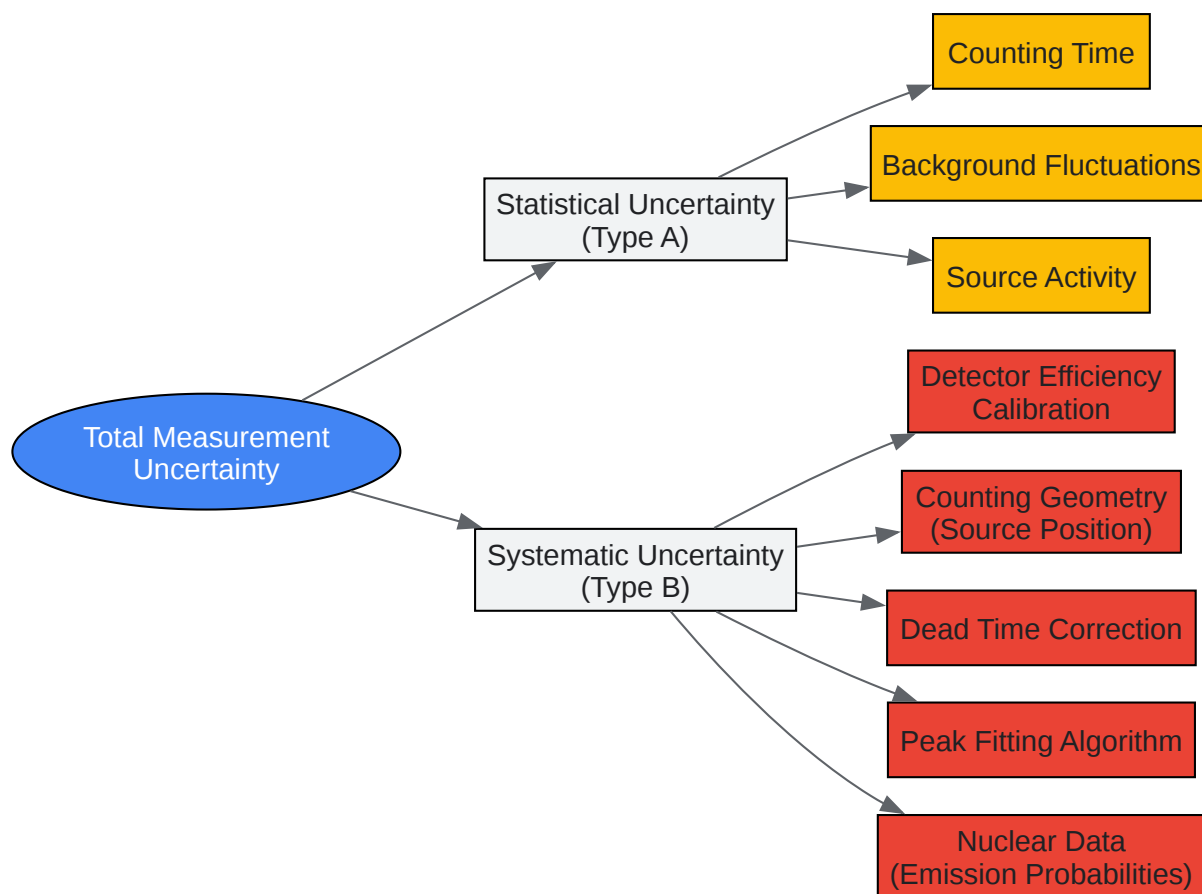 Counting Time
Background Fluctuations
Statistical Uncertainty
(Type A)
Source Activity
Detector Efficiency
Calibration
Total Measurement
Uncertainty
Counting Geometry
(Source Position)
Systematic Uncertainty
(Type B)
Dead Time Correction
Peak Fitting Algorithm
Nuclear Data
(Emission Probabilities)